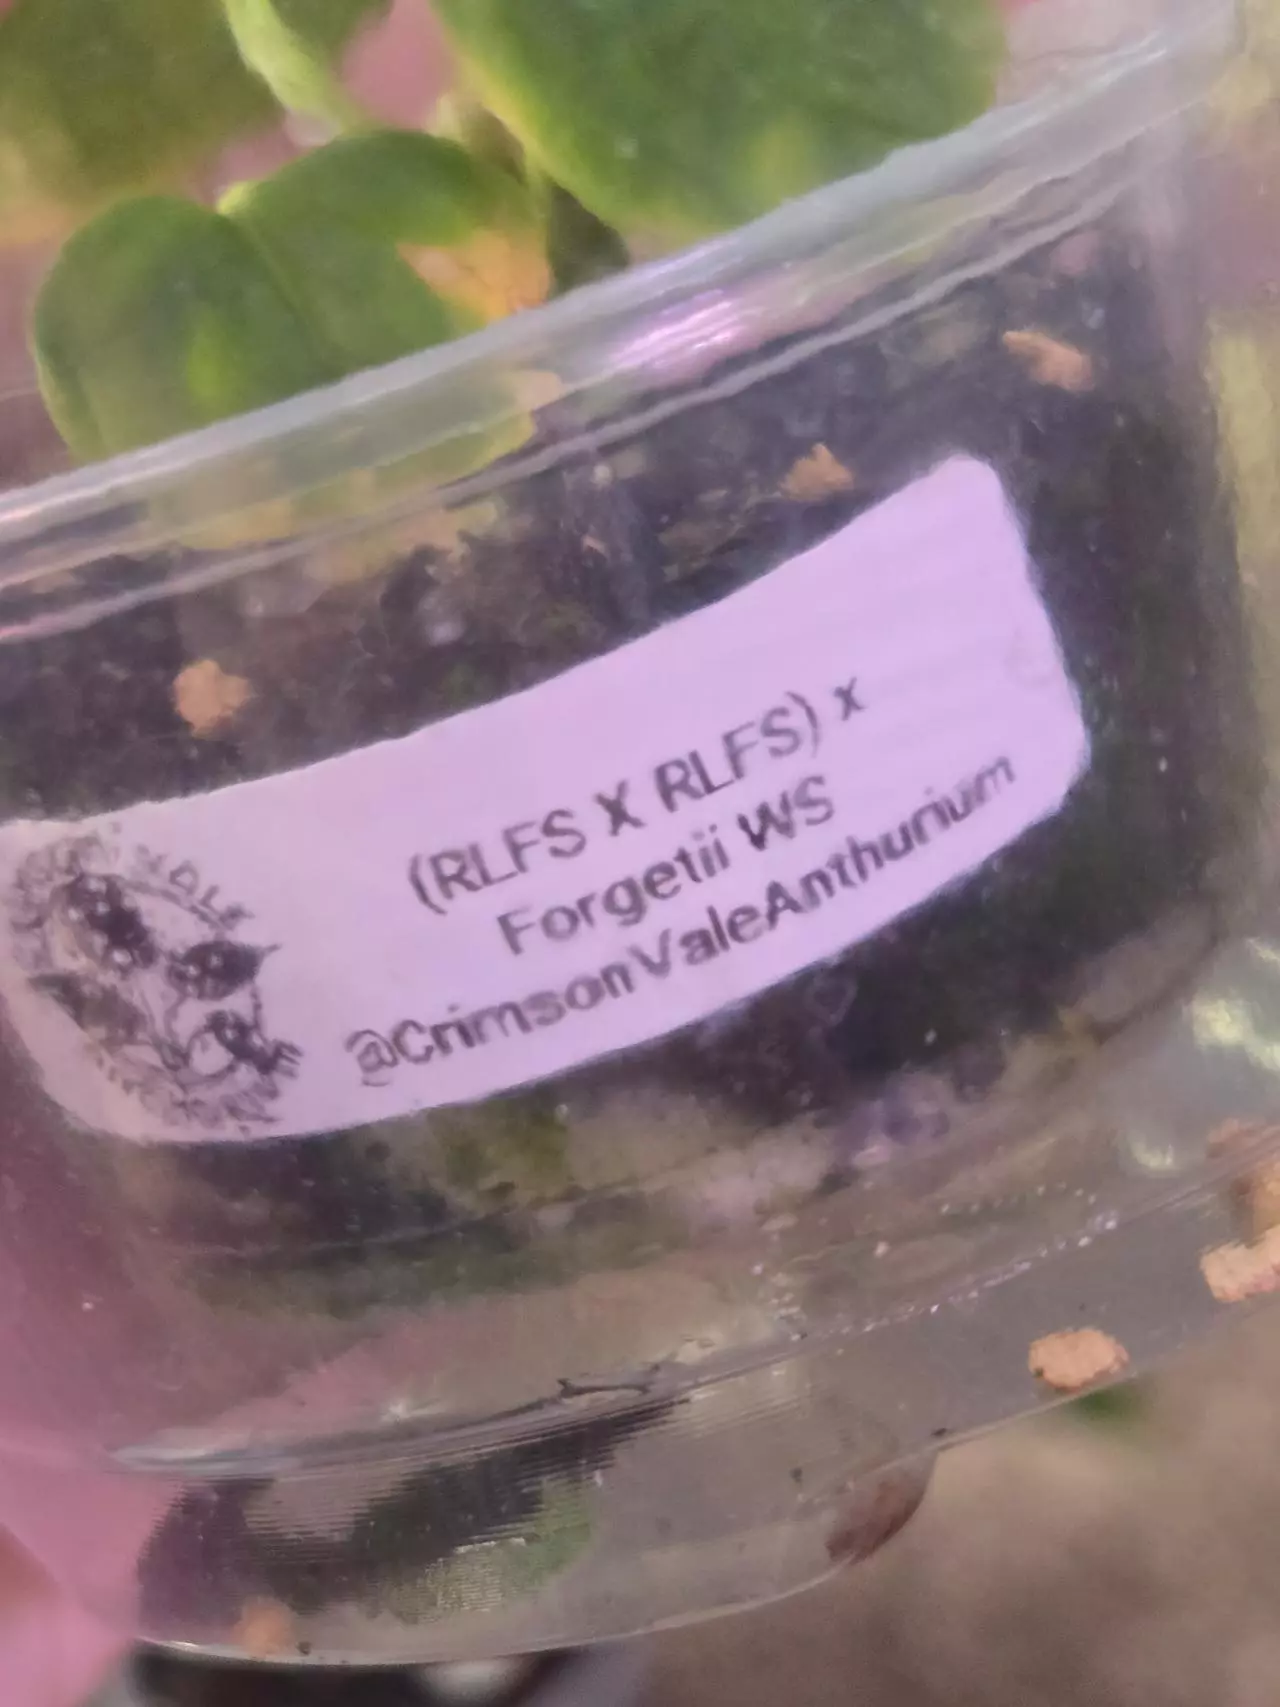 (RLFS X RLFS) x
Forgetii WS
@CrimsonValeAnthurium